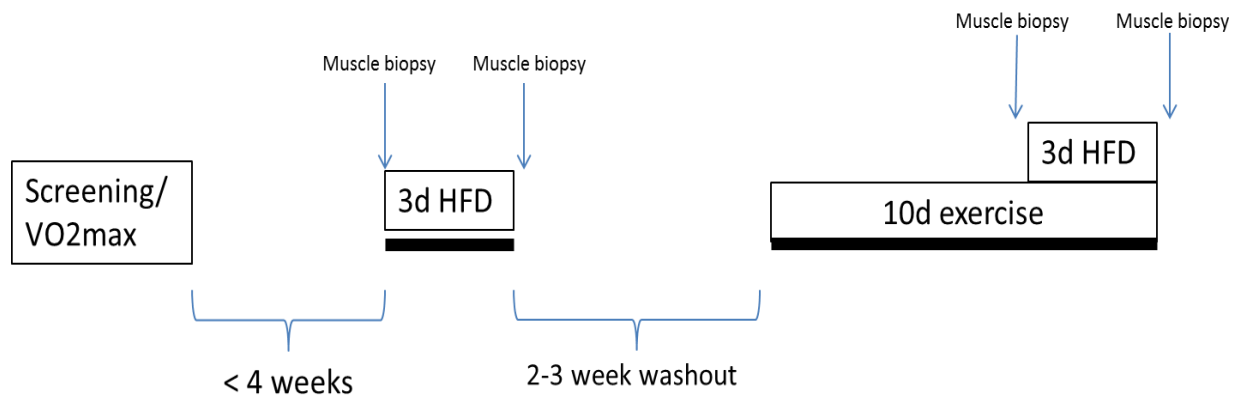 Muscle biopsy
Muscle biopsy
Muscle biopsy
Muscle biopsy
Screening/
VO2max
3d HFD
3d HFD
10d exercise
< 4 weeks
2-3 week washout